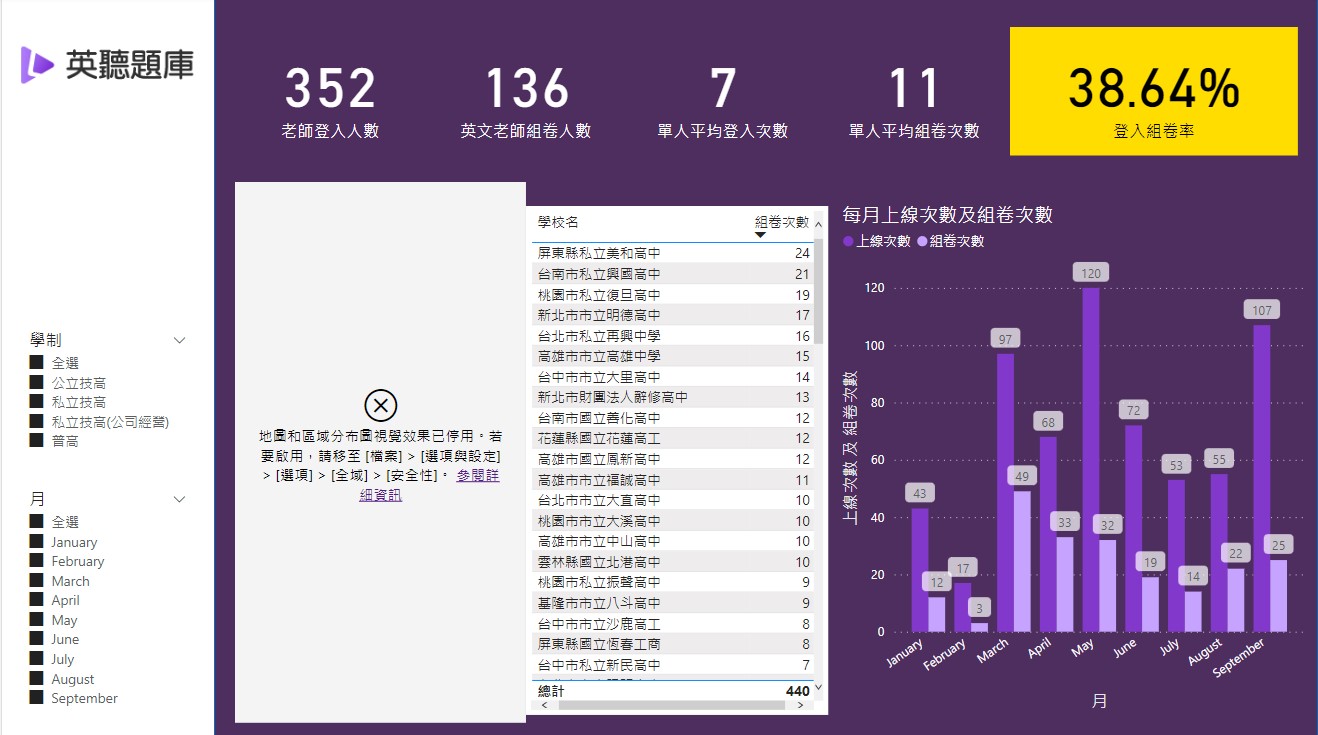 英聽題庫
352
老師登入人數
136
英文老師組卷人數
7
單人平均登入次數
11
單人平均組卷次數
38.64%
登入組卷率
學制
全選
公立技高
私立技高
私立技高(公司經營)
普高
月
全選
January
February
March
April
May
June
July
August
September
地圖和區域分布圖視覺效果已停用。若
要啟用，請移至 [檔案] > [選項與設定]
> [選項] > [全域] > [安全性]。 參閱詳
細資訊
學校名 組卷次數
屏東縣私立美和高中 24
台南市私立興國高中 21
桃園市私立復旦高中 19
新北市市立明德高中 17
台北市私立再興中學 16
高雄市市立高雄中學 15
台中市市立大里高中 14
新北市財團法人辭修高中 13
台南市國立善化高中 12
花蓮縣國立花蓮高工 12
高雄市國立鳳新高中 12
高雄市市立福誠高中 11
台北市市立大直高中 10
桃園市市立大溪高中 10
高雄市市立中山高中 10
雲林縣國立北港高中 10
桃園市私立振聲高中 9
基隆市市立八斗高中 9
台中市市立沙鹿高工 8
屏東縣國立恆春工商 8
台中市私立新民高中 7
總計 440
每月上線次數及組卷次數
上線次數 組卷次數
上線次數 及 組卷次數
120
100
80
60
40
20
0
43
12
17
3
97
49
68
33
120
32
72
19
53
14
55
22
107
25
January
February
March
April
May
June
July
August
September
月